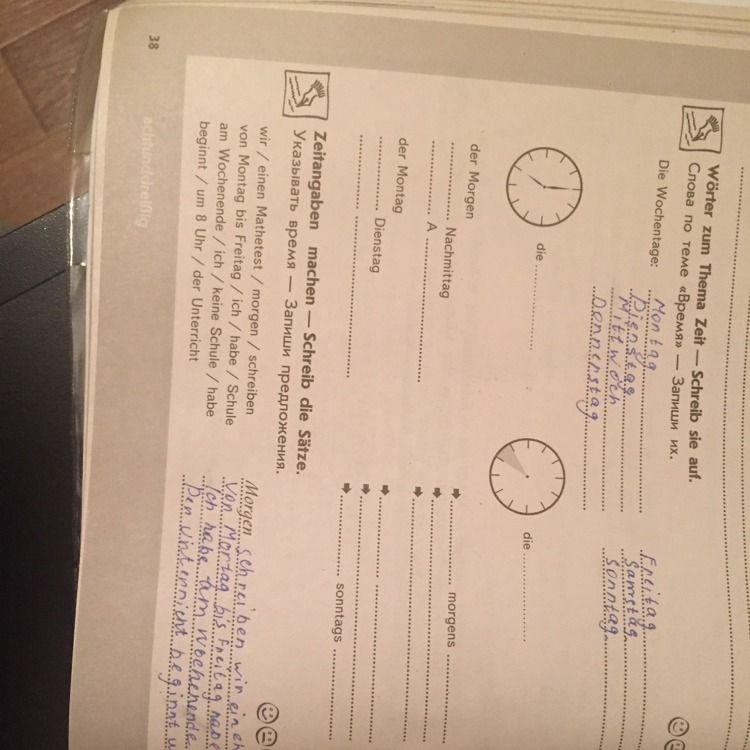 Wörter zum Thema Zeit — Schreib sie auf.
Слова по теме «Время» — Запиши их.
Die Wochentage: Montag Freitag
Dienstag samstag
Mittwoch sonntag
Donnerstag
die die
der Morgen morgens
Nachmittag
A
der Montag
Dienstag
sonntags
Zeitangaben machen — Schreib die Sätze.
Указывать время — Запиши предложения.
wir / einen Mathetest / morgen / schreiben Morgen schreiben wir
von Montag bis Freitag / ich / habe / Schule Von Montag bis Freitag habe
am Wochenende / ich / keine Schule / habe Ich habe am Wochenende
beginnt / um 8 Uhr / der Unterricht Der Unterricht beginnt
38 achtunddreißig